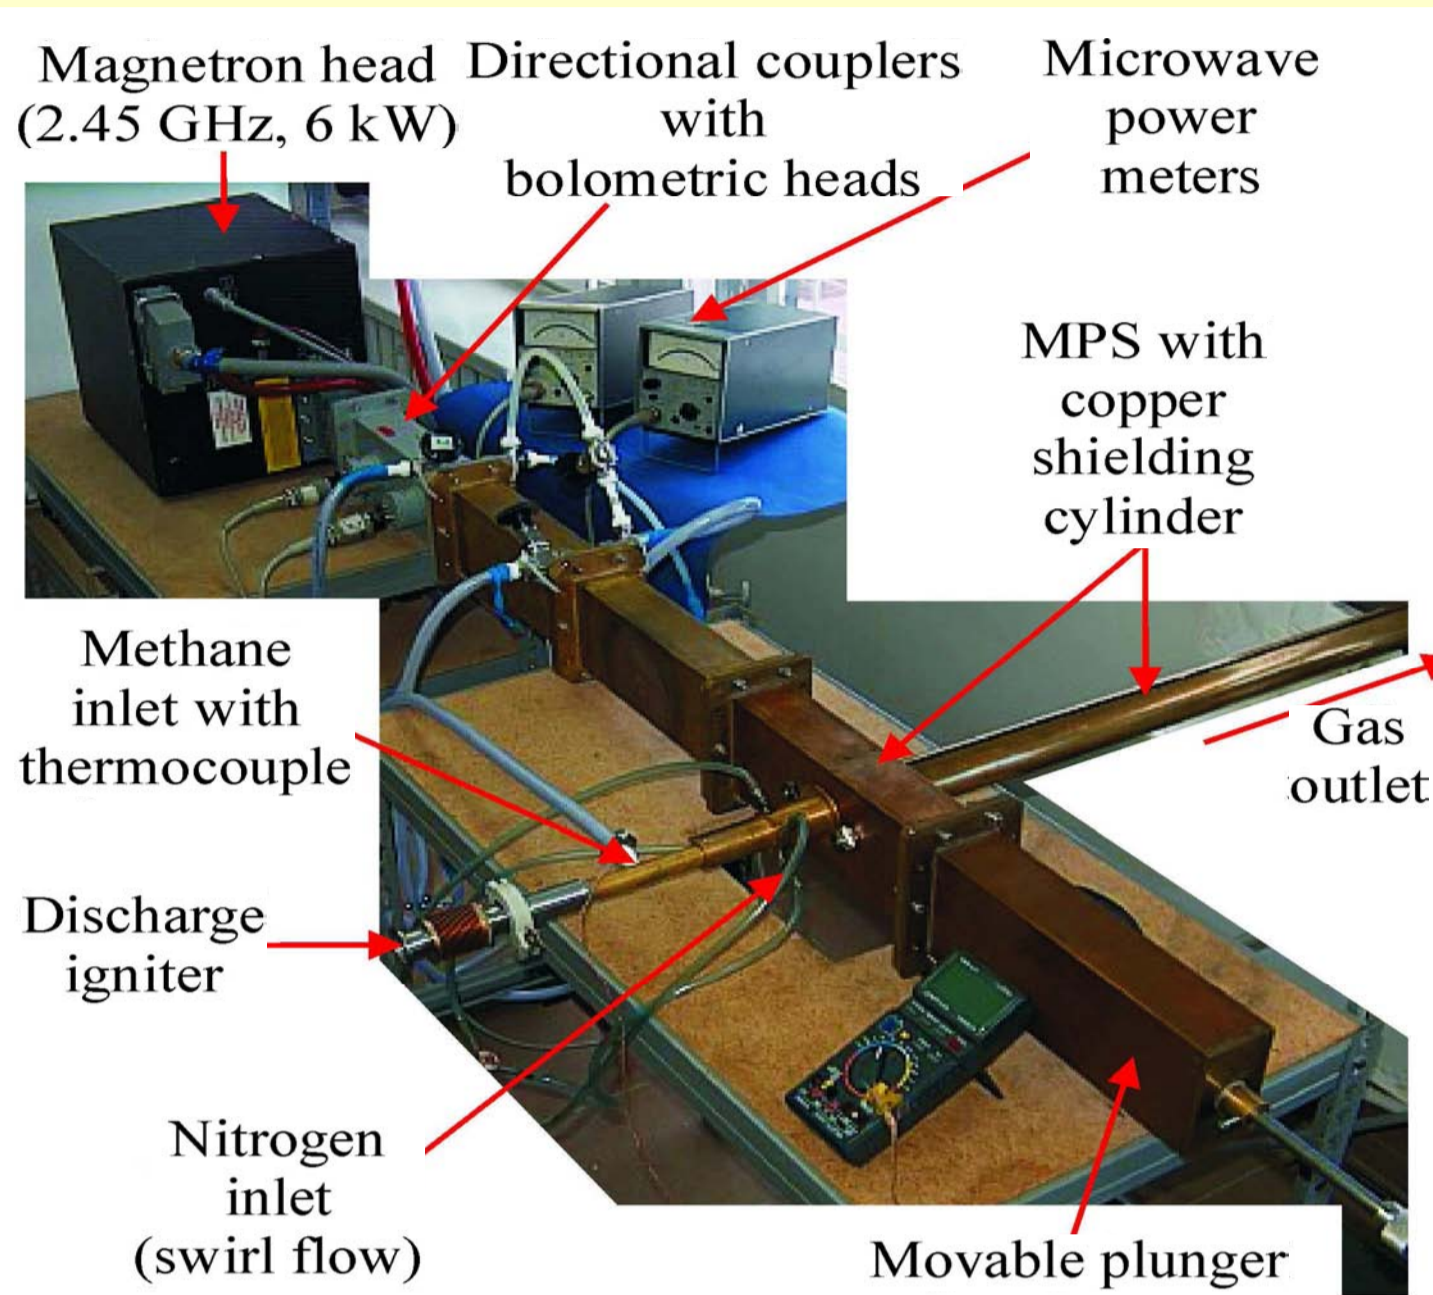 Magnetron head
(2.45 GHz, 6 kW)
Directional couplers
with
bolometric heads
Microwave
power
meters
MPS with
copper
shielding
cylinder
Methane
inlet with
thermocouple
Gas
outlet
Discharge
igniter
Nitrogen
inlet
(swirl flow)
Movable plunger